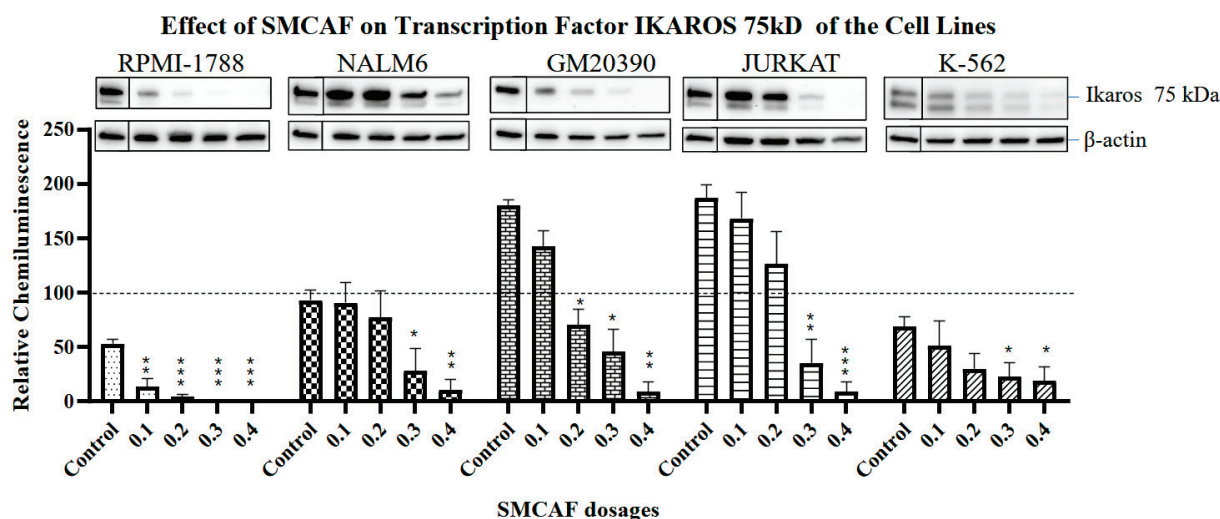 Effect of SMCAF on Transcription Factor IKAROS 75kD of the Cell Lines
RPMI-1788 NALM6 GM20390 JURKAT K-562
Ikaros 75 kDa
β-actin
Relative Chemiluminescence
250
200
150
100
50
0
** *** *** ***
* **
* * **
** ***
* *
Control 0.1 0.2 0.3 0.4 Control 0.1 0.2 0.3 0.4 Control 0.1 0.2 0.3 0.4 Control 0.1 0.2 0.3 0.4 Control 0.1 0.2 0.3 0.4
SMCAF dosages